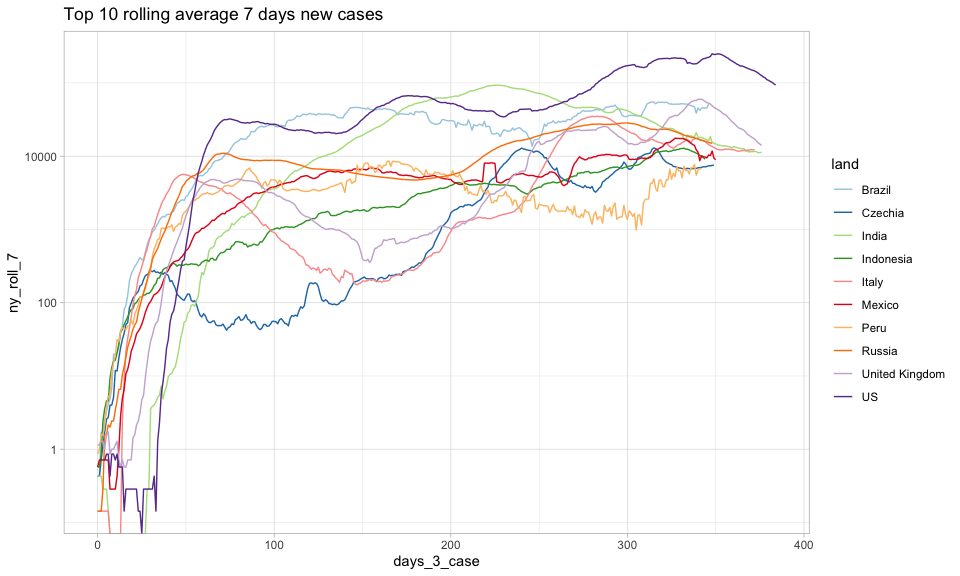 Top 10 rolling average 7 days new cases
ny_roll_7
10000
100
1
0
100
200
300
400
days_3_case
land
Brazil
Czechia
India
Indonesia
Italy
Mexico
Peru
Russia
United Kingdom
US